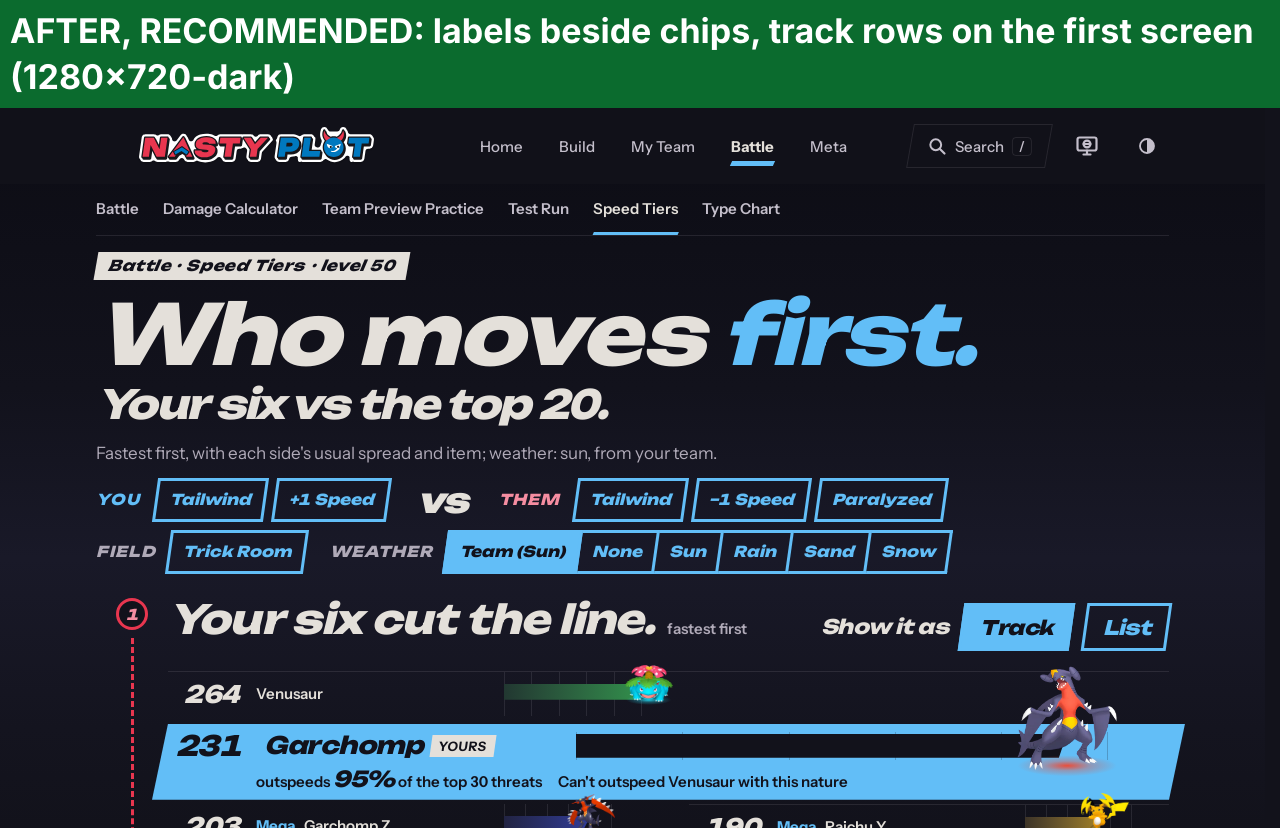 AFTER, RECOMMENDED: labels beside chips, track rows on the first screen
(1280×720-dark)
NASTY PLOT
Home Build My Team Battle Meta Search /
Battle Damage Calculator Team Preview Practice Test Run Speed Tiers Type Chart
Battle · Speed Tiers · level 50
Who moves first.
Your six vs the top 20.
Fastest first, with each side's usual spread and item; weather: sun, from your team.
YOU Tailwind +1 Speed VS THEM Tailwind −1 Speed Paralyzed
FIELD Trick Room WEATHER Team (Sun) None Sun Rain Sand Snow
1 Your six cut the line. fastest first Show it as Track List
264 Venusaur
231 Garchomp YOURS
outspeeds 95% of the top 30 threats Can't outspeed Venusaur with this nature
203 Mega Garchomp Z 190 Mega Raichu Y